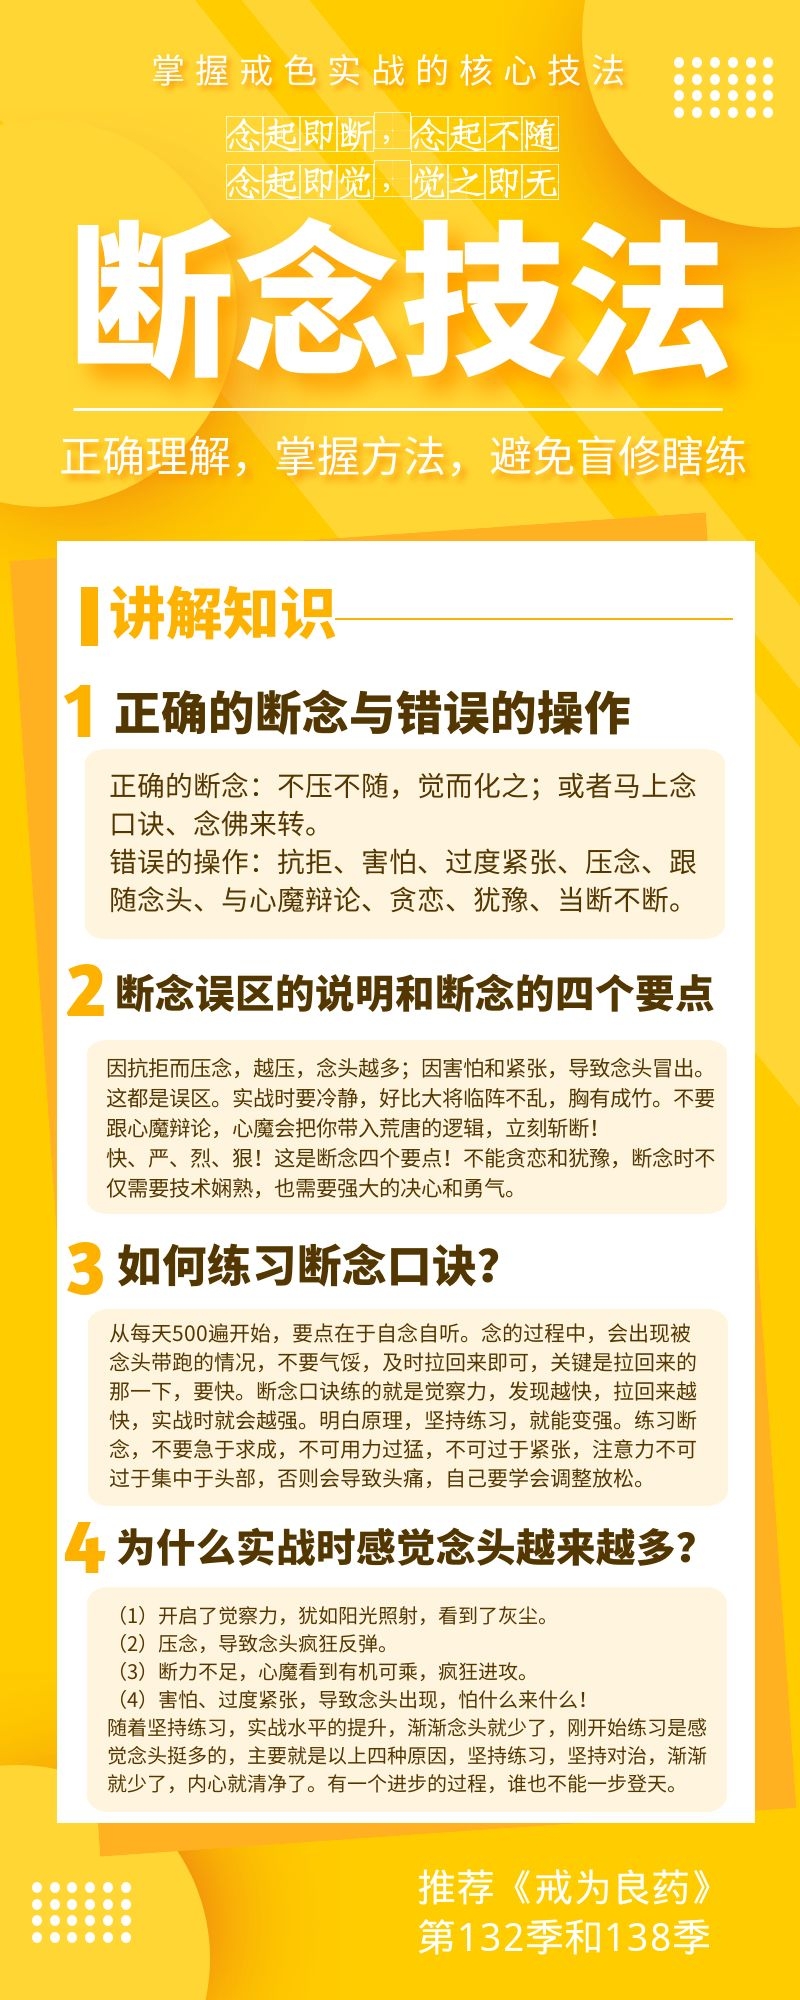 掌握戒色实战的核心技法
念起即断，念起不随
念起即觉，觉之即无
断念技法
正确理解，掌握方法，避免盲修瞎练
讲解知识
1 正确的断念与错误的操作
正确的断念：不压不随，觉而化之；或者马上念
口诀、念佛来转。
错误的操作：抗拒、害怕、过度紧张、压念、跟
随念头、与心魔辩论、贪恋、犹豫、当断不断。
2 断念误区的说明和断念的四个要点
因抗拒而压念，越压，念头越多；因害怕和紧张，导致念头冒出。
这都是误区。实战时要冷静，好比大将临阵不乱，胸有成竹。不要
跟心魔辩论，心魔会把你带入荒唐的逻辑，立刻斩断！
快、严、烈、狠！这是断念四个要点！不能贪恋和犹豫，断念时不
仅需要技术娴熟，也需要强大的决心和勇气。
3 如何练习断念口诀？
从每天500遍开始，要点在于自念自听。念的过程中，会出现被
念头带跑的情况，不要气馁，及时拉回来即可，关键是拉回来的
那一下，要快。断念口诀练的就是觉察力，发现越快，拉回来越
快，实战时就会越强。明白原理，坚持练习，就能变强。练习断
念，不要急于求成，不可用力过猛，不可过于紧张，注意力不可
过于集中于头部，否则会导致头痛，自己要学会调整放松。
4 为什么实战时感觉念头越来越多？
（1）开启了觉察力，犹如阳光照射，看到了灰尘。
（2）压念，导致念头疯狂反弹。
（3）断力不足，心魔看到有机可乘，疯狂进攻。
（4）害怕、过度紧张，导致念头出现，怕什么来什么！
随着坚持练习，实战水平的提升，渐渐念头就少了，刚开始练习是感
觉念头挺多的，主要就是以上四种原因，坚持练习，坚持对治，渐渐
就少了，内心就清净了。有一个进步的过程，谁也不能一步登天。
推荐《戒为良药》
第132季和138季